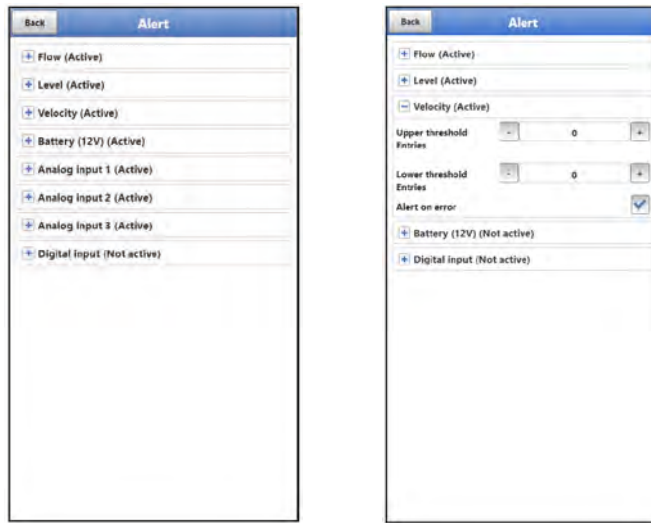 Back Alert
Flow (Active)
Level (Active)
Velocity (Active)
Battery (12V) (Active)
Analog input 1 (Active)
Analog input 2 (Active)
Analog input 3 (Active)
Digital input (Not active)
Back Alert
Flow (Active)
Level (Active)
Velocity (Active)
Upper threshold - 0 +
Entries
Lower threshold - 0 +
Entries
Alert on error
Battery (12V) (Not active)
Digital input (Not active)